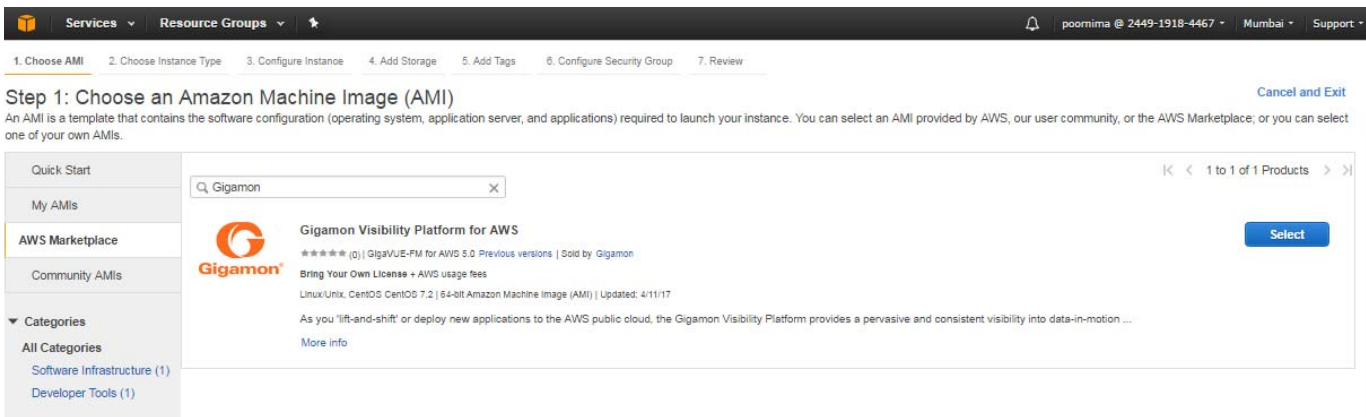 Services Resource Groups poornima @ 2449-1918-4467 Mumbai Support
1. Choose AMI 2. Choose Instance Type 3. Configure Instance 4. Add Storage 5. Add Tags 6. Configure Security Group 7. Review
Step 1: Choose an Amazon Machine Image (AMI) Cancel and Exit
An AMI is a template that contains the software configuration (operating system, application server, and applications) required to launch your instance. You can select an AMI provided by AWS, our user community, or the AWS Marketplace; or you can select
one of your own AMIs.
Quick Start
My AMIs
AWS Marketplace
Community AMIs
Categories
All Categories
Software Infrastructure (1)
Developer Tools (1)
Gigamon
1 to 1 of 1 Products
Gigamon®
Gigamon Visibility Platform for AWS
(0) | GigaVUE-FM for AWS 5.0 Previous versions | Sold by Gigamon
Bring Your Own License + AWS usage fees
Linux/Unix, CentOS CentOS 7.2 | 64-bit Amazon Machine Image (AMI) | Updated: 4/11/17
As you 'lift-and-shift' or deploy new applications to the AWS public cloud, the Gigamon Visibility Platform provides a pervasive and consistent visibility into data-in-motion ...
More info
Select